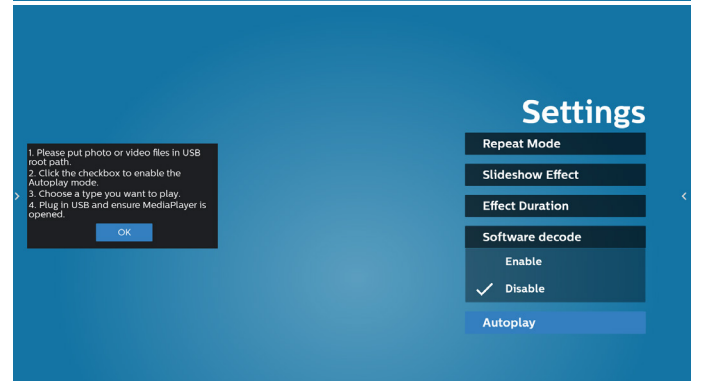 Settings
1. Please put photo or video files in USB
root path.
2. Click the checkbox to enable the
Autoplay mode.
3. Choose a type you want to play.
4. Plug in USB and ensure MediaPlayer is
opened.
OK
Repeat Mode
Slideshow Effect
Effect Duration
Software decode
Enable
Disable
Autoplay